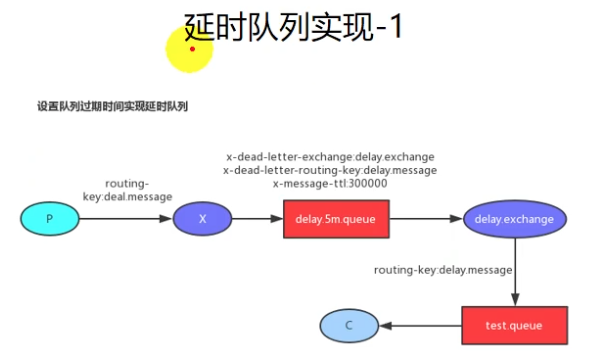 延时队列实现-1
设置队列过期时间实现延时队列
x-dead-letter-exchange:delay.exchange
x-dead-letter-routing-key:delay.message
x-message-ttl:300000
routing-
key:deal.message
P
X
delay.5m.queue
delay.exchange
routing-key:delay.message
C
test.queue